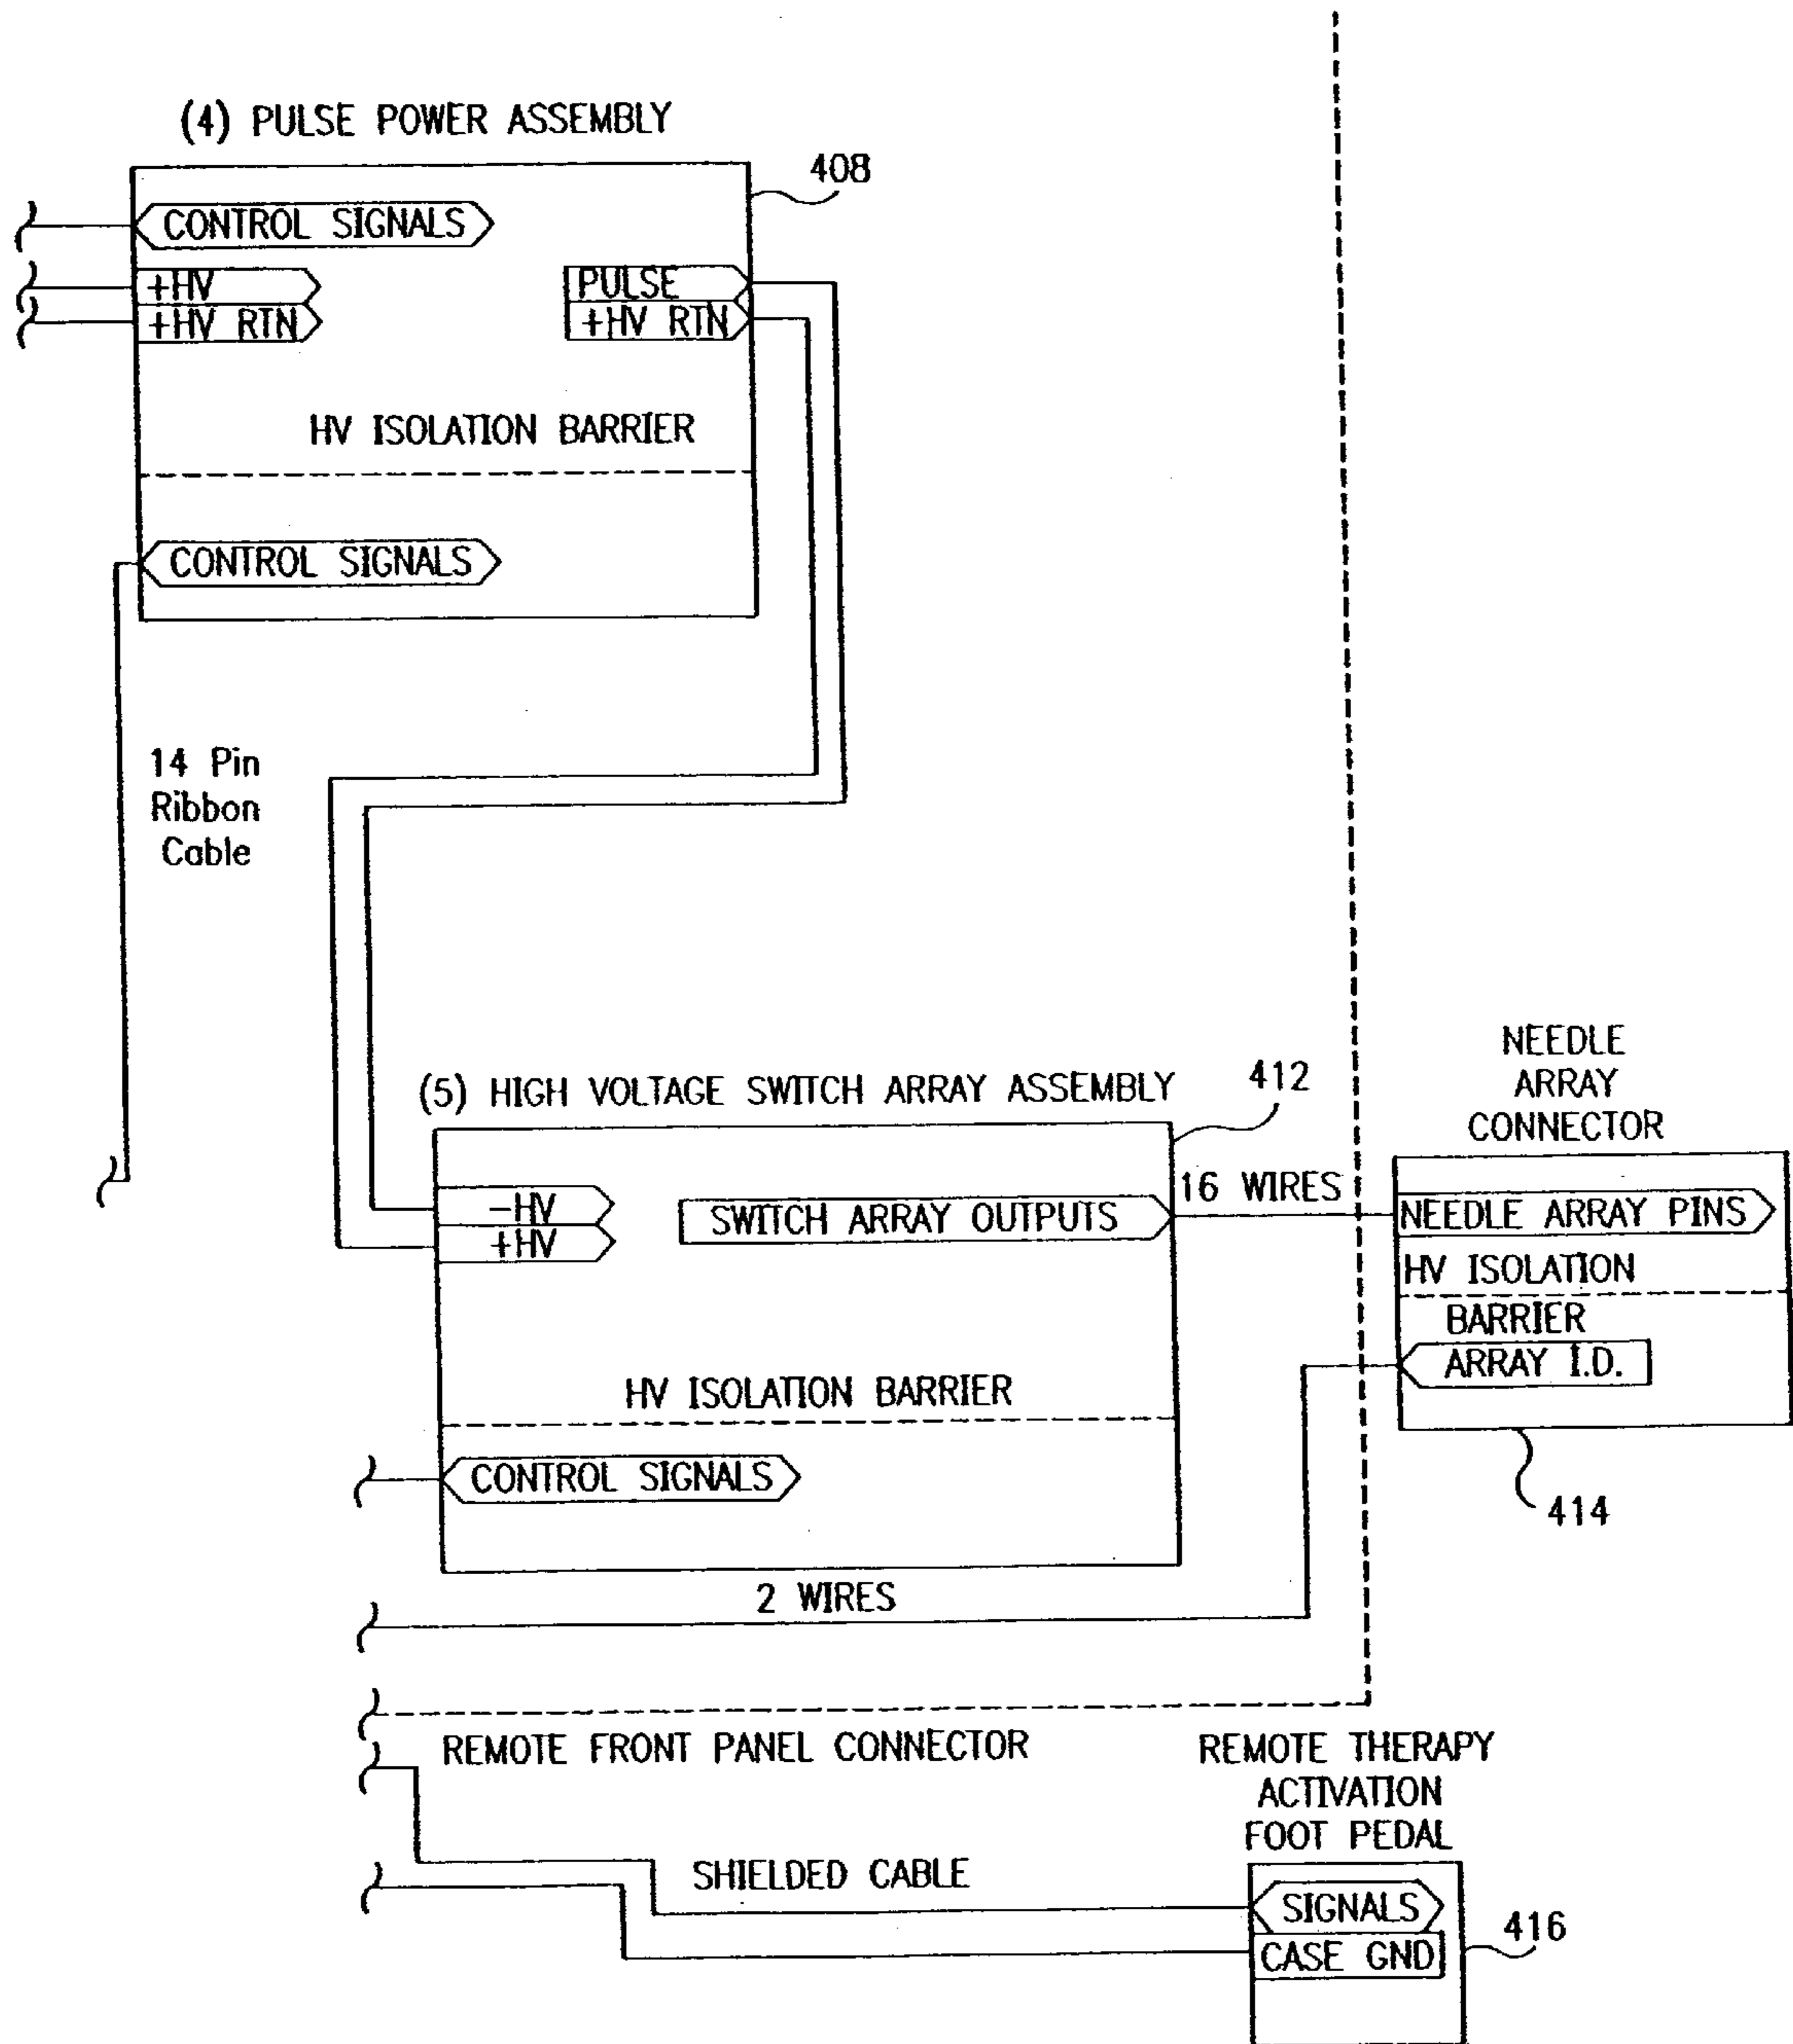 (4) PULSE POWER ASSEMBLY
408
CONTROL SIGNALS
+HV
PULSE
+HV RTN
+HV RTN
HV ISOLATION BARRIER
CONTROL SIGNALS
14 Pin
Ribbon
Cable
(5) HIGH VOLTAGE SWITCH ARRAY ASSEMBLY
412
NEEDLE
ARRAY
CONNECTOR
-HV
+HV
SWITCH ARRAY OUTPUTS
16 WIRES
NEEDLE ARRAY PINS
HV ISOLATION
BARRIER
ARRAY I.D.
HV ISOLATION BARRIER
CONTROL SIGNALS
414
2 WIRES
REMOTE FRONT PANEL CONNECTOR
REMOTE THERAPY
ACTIVATION
FOOT PEDAL
SHIELDED CABLE
SIGNALS
CASE GND
416